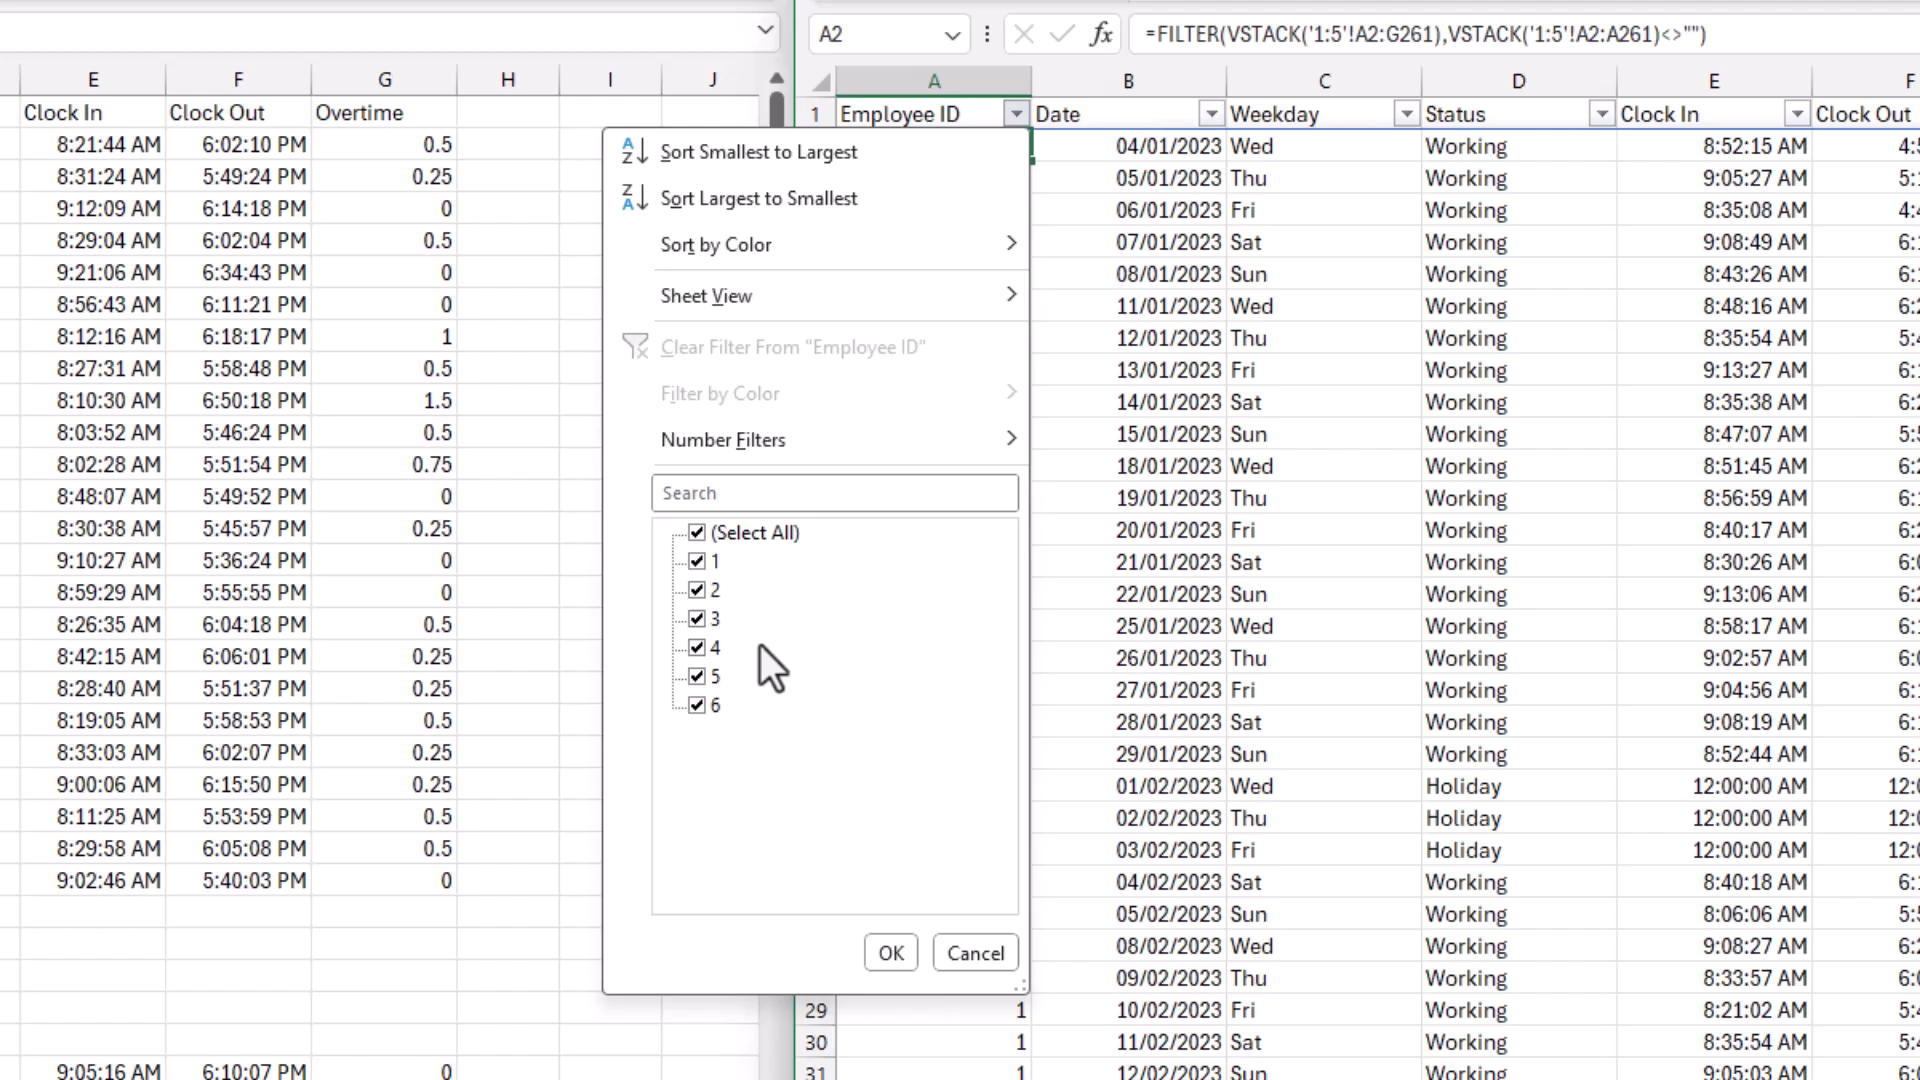 A2
=FILTER(VSTACK('1:5'!A2:G261),VSTACK('1:5'!A2:A261)<>"")
E F G H I J
Clock In Clock Out Overtime
8:21:44 AM 6:02:10 PM 0.5
8:31:24 AM 5:49:24 PM 0.25
9:12:09 AM 6:14:18 PM 0
8:29:04 AM 6:02:04 PM 0.5
9:21:06 AM 6:34:43 PM 0
8:56:43 AM 6:11:21 PM 0
8:12:16 AM 6:18:17 PM 1
8:27:31 AM 5:58:48 PM 0.5
8:10:30 AM 6:50:18 PM 1.5
8:03:52 AM 5:46:24 PM 0.5
8:02:28 AM 5:51:54 PM 0.75
8:48:07 AM 5:49:52 PM 0
8:30:38 AM 5:45:57 PM 0.25
9:10:27 AM 5:36:24 PM 0
8:59:29 AM 5:55:55 PM 0
8:26:35 AM 6:04:18 PM 0.5
8:42:15 AM 6:06:01 PM 0.25
8:28:40 AM 5:51:37 PM 0.25
8:19:05 AM 5:58:53 PM 0.5
8:33:03 AM 6:02:07 PM 0.25
9:00:06 AM 6:15:50 PM 0.25
8:11:25 AM 5:53:59 PM 0.5
8:29:58 AM 6:05:08 PM 0.5
9:02:46 AM 5:40:03 PM 0
9:05:16 AM 6:10:07 PM 0
Sort Smallest to Largest
Sort Largest to Smallest
Sort by Color
Sheet View
Clear Filter From "Employee ID"
Filter by Color
Number Filters
Search
(Select All)
1
2
3
4
5
6
OK Cancel
A B C D E F
1 Employee ID Date Weekday Status Clock In Clock Out
04/01/2023 Wed Working 8:52:15 AM
05/01/2023 Thu Working 9:05:27 AM
06/01/2023 Fri Working 8:35:08 AM
07/01/2023 Sat Working 9:08:49 AM
08/01/2023 Sun Working 8:43:26 AM
11/01/2023 Wed Working 8:48:16 AM
12/01/2023 Thu Working 8:35:54 AM
13/01/2023 Fri Working 9:13:27 AM
14/01/2023 Sat Working 8:35:38 AM
15/01/2023 Sun Working 8:47:07 AM
18/01/2023 Wed Working 8:51:45 AM
19/01/2023 Thu Working 8:56:59 AM
20/01/2023 Fri Working 8:40:17 AM
21/01/2023 Sat Working 8:30:26 AM
22/01/2023 Sun Working 9:13:06 AM
25/01/2023 Wed Working 8:58:17 AM
26/01/2023 Thu Working 9:02:57 AM
27/01/2023 Fri Working 9:04:56 AM
28/01/2023 Sat Working 9:08:19 AM
29/01/2023 Sun Working 8:52:44 AM
01/02/2023 Wed Holiday 12:00:00 AM
02/02/2023 Thu Holiday 12:00:00 AM
03/02/2023 Fri Holiday 12:00:00 AM
04/02/2023 Sat Working 8:40:18 AM
05/02/2023 Sun Working 8:06:06 AM
08/02/2023 Wed Working 9:08:27 AM
09/02/2023 Thu Working 8:33:57 AM
29 1 10/02/2023 Fri Working 8:21:02 AM
30 1 11/02/2023 Sat Working 8:35:54 AM
31 1 12/02/2023 Sun Working 9:05:03 AM